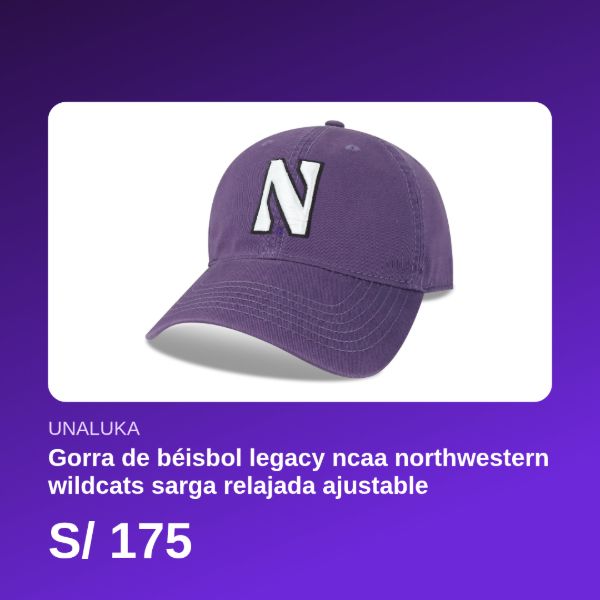 N
UNALUKA
Gorra de béisbol legacy ncaa northwestern
wildcats sarga relajada ajustable
S/ 175